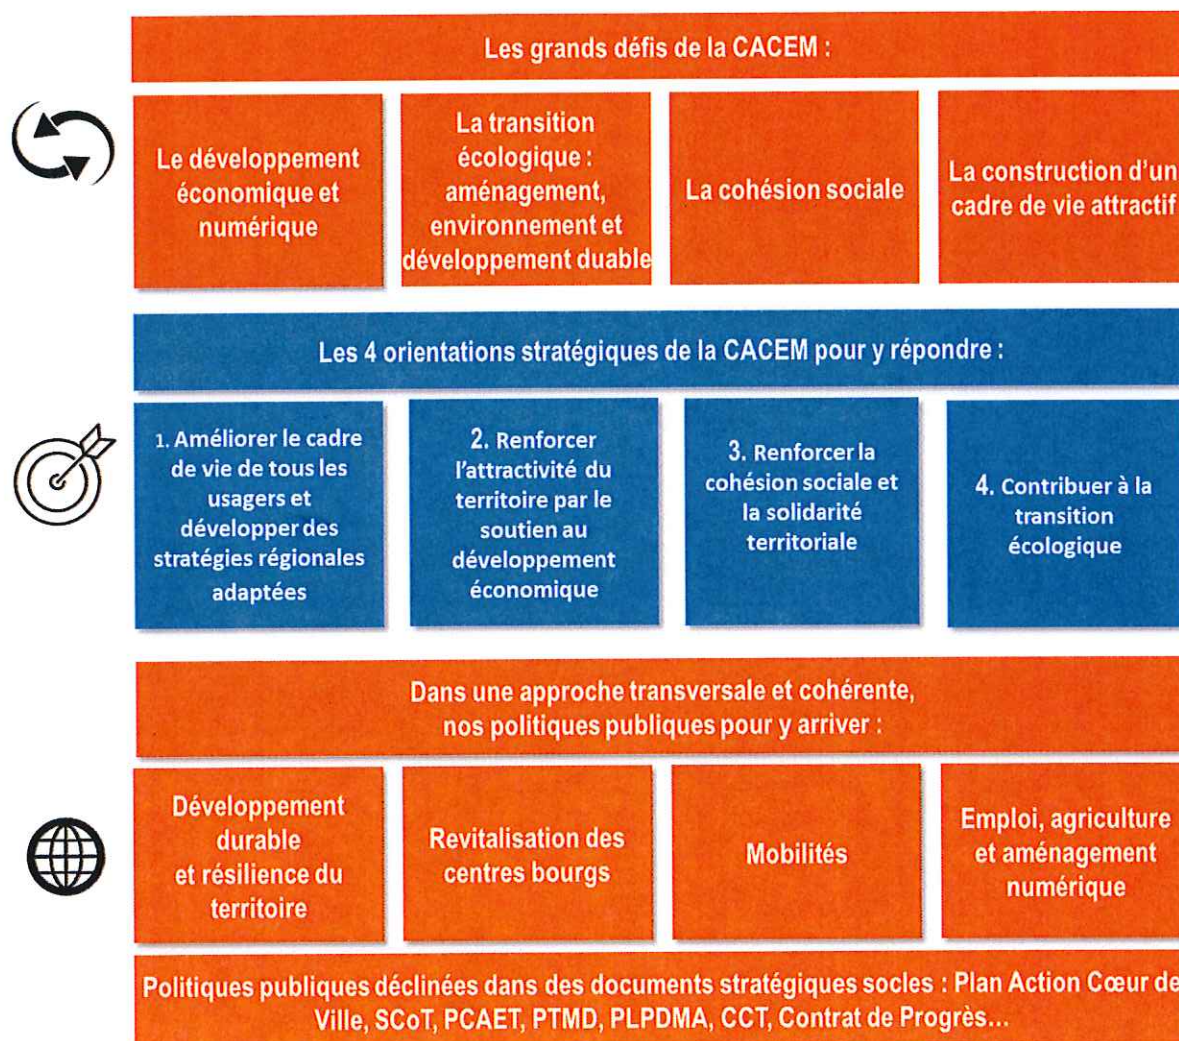 Les grands défis de la CACEM :
Le développement
économique et
numérique
La transition
écologique :
aménagement,
environnement et
développement duable
La cohésion sociale
La construction d'un
cadre de vie attractif
Les 4 orientations stratégiques de la CACEM pour y répondre :
1. Améliorer le cadre
de vie de tous les
usagers et
développer des
stratégies régionales
adaptées
2. Renforcer
l'attractivité du
territoire par le
soutien au
développement
économique
3. Renforcer la
cohésion sociale et
la solidarité
territoriale
4. Contribuer à la
transition
écologique
Dans une approche transversale et cohérente,
nos politiques publiques pour y arriver :
Développement
durable
et résilience du
territoire
Revitalisation des
centres bourgs
Mobilités
Emploi, agriculture
et aménagement
numérique
Politiques publiques déclinées dans des documents stratégiques socles : Plan Action Cœur de
Ville, SCoT, PCAET, PTMD, PLPDMA, CCT, Contrat de Progrès...